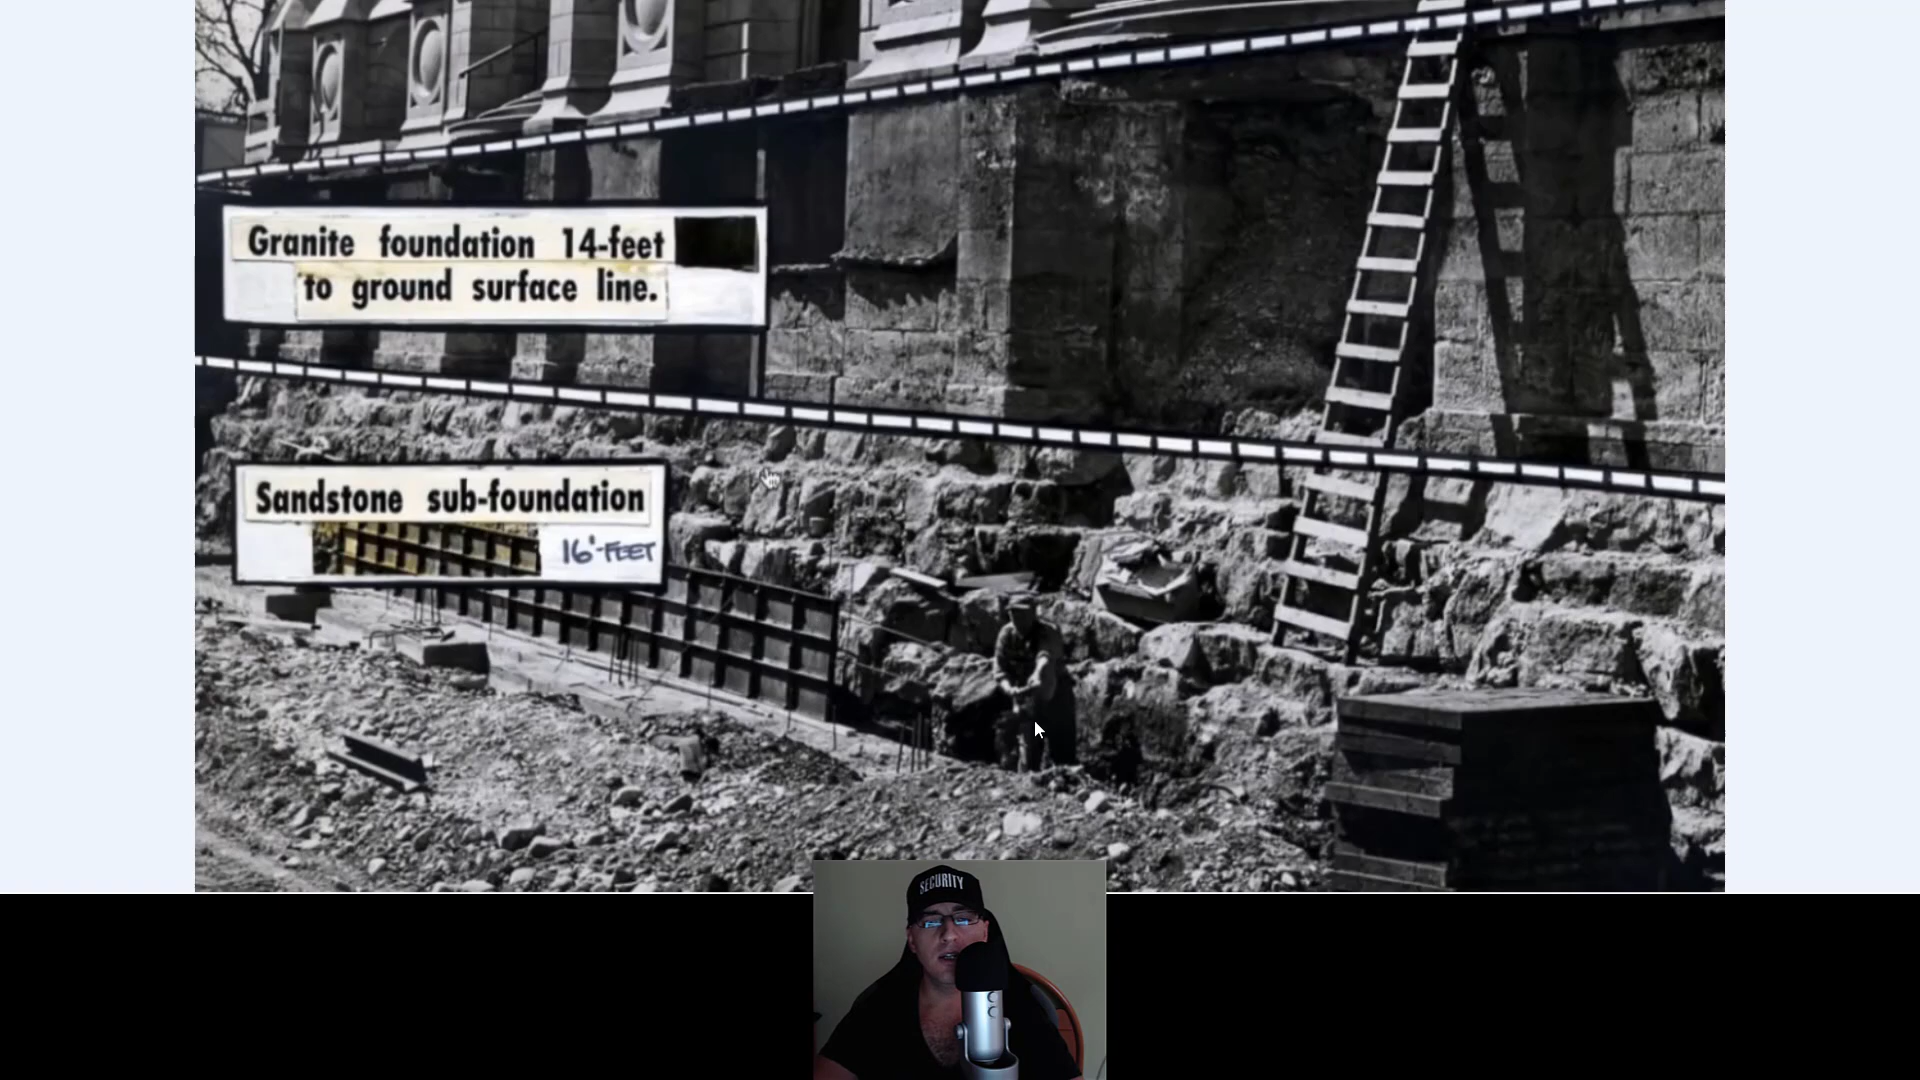 Granite foundation 14-feet
to ground surface line.
Sandstone sub-foundation
16'-FEET
SECURITY